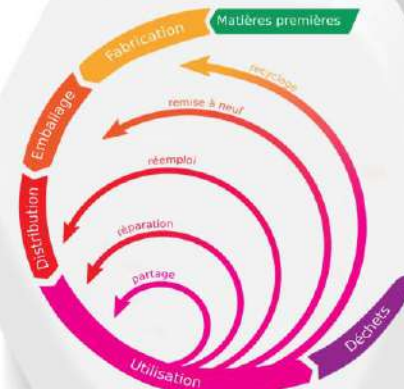 Matières premières
Fabrication
recyclage
Emballage
remise à neuf
réemploi
Distribution
réparation
partage
Utilisation
Déchets